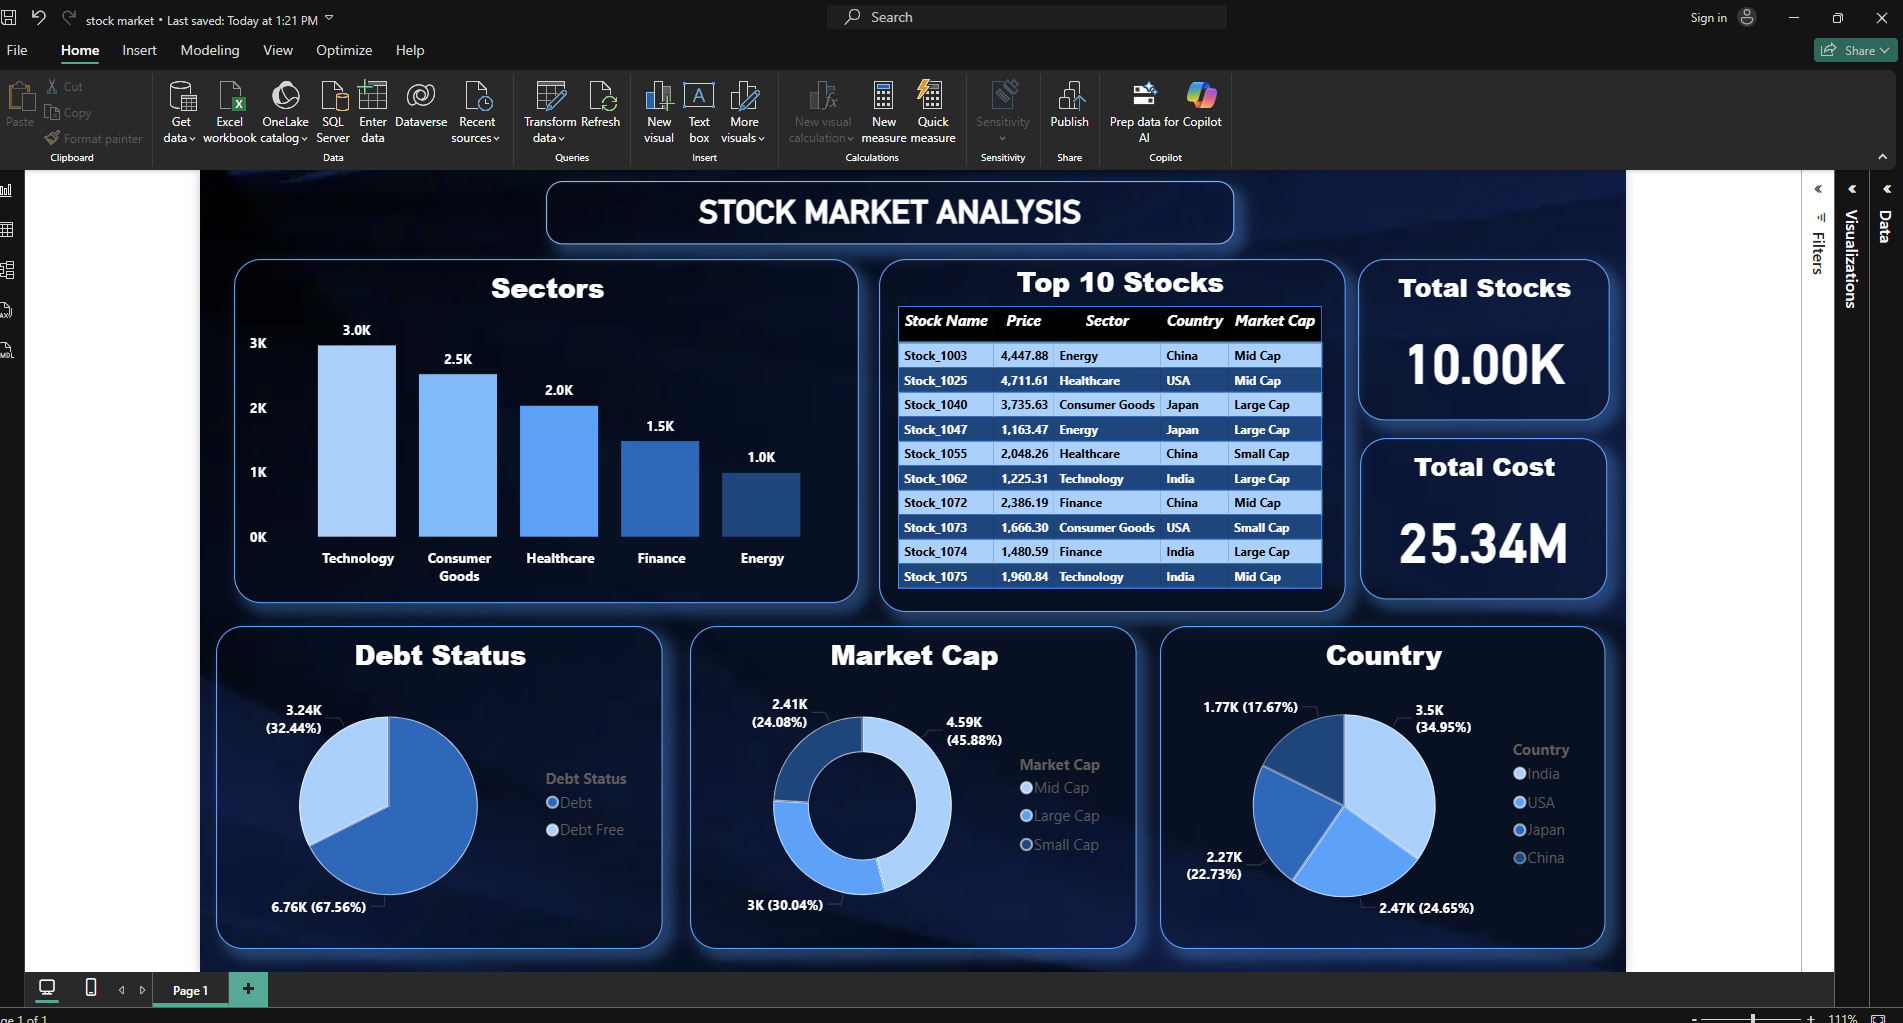 stock market • Last saved: Today at 1:21 PM
Search
Sign in
File Home Insert Modeling View Optimize Help
Share
Paste
Cut
Copy
Format painter
Clipboard
Get data
Excel workbook
OneLake catalog
SQL Server
Enter data
Dataverse
Recent sources
Data
Transform data
Refresh
Queries
New visual
Text box
More visuals
Insert
New visual calculation
New measure
Quick measure
Calculations
Sensitivity
Sensitivity
Publish
Share
Prep data for AI
Copilot
Copilot
STOCK MARKET ANALYSIS
Sectors
3K
2K
1K
0K
3.0K
2.5K
2.0K
1.5K
1.0K
Technology
Consumer Goods
Healthcare
Finance
Energy
Top 10 Stocks
Stock Name Price Sector Country Market Cap
Stock_1003 4,447.88 Energy China Mid Cap
Stock_1025 4,711.61 Healthcare USA Mid Cap
Stock_1040 3,735.63 Consumer Goods Japan Large Cap
Stock_1047 1,163.47 Energy Japan Large Cap
Stock_1055 2,048.26 Healthcare China Small Cap
Stock_1062 1,225.31 Technology India Large Cap
Stock_1072 2,386.19 Finance China Mid Cap
Stock_1073 1,666.30 Consumer Goods USA Small Cap
Stock_1074 1,480.59 Finance India Large Cap
Stock_1075 1,960.84 Technology India Mid Cap
Total Stocks
10.00K
Total Cost
25.34M
Filters
Visualizations
Data
Debt Status
3.24K
(32.44%)
6.76K (67.56%)
Debt Status
Debt
Debt Free
Market Cap
2.41K
(24.08%)
4.59K
(45.88%)
3K (30.04%)
Market Cap
Mid Cap
Large Cap
Small Cap
Country
1.77K (17.67%)
3.5K
(34.95%)
2.27K
(22.73%)
2.47K (24.65%)
Country
India
USA
Japan
China
Page 1
+
ge 1 of 1
- + 111%